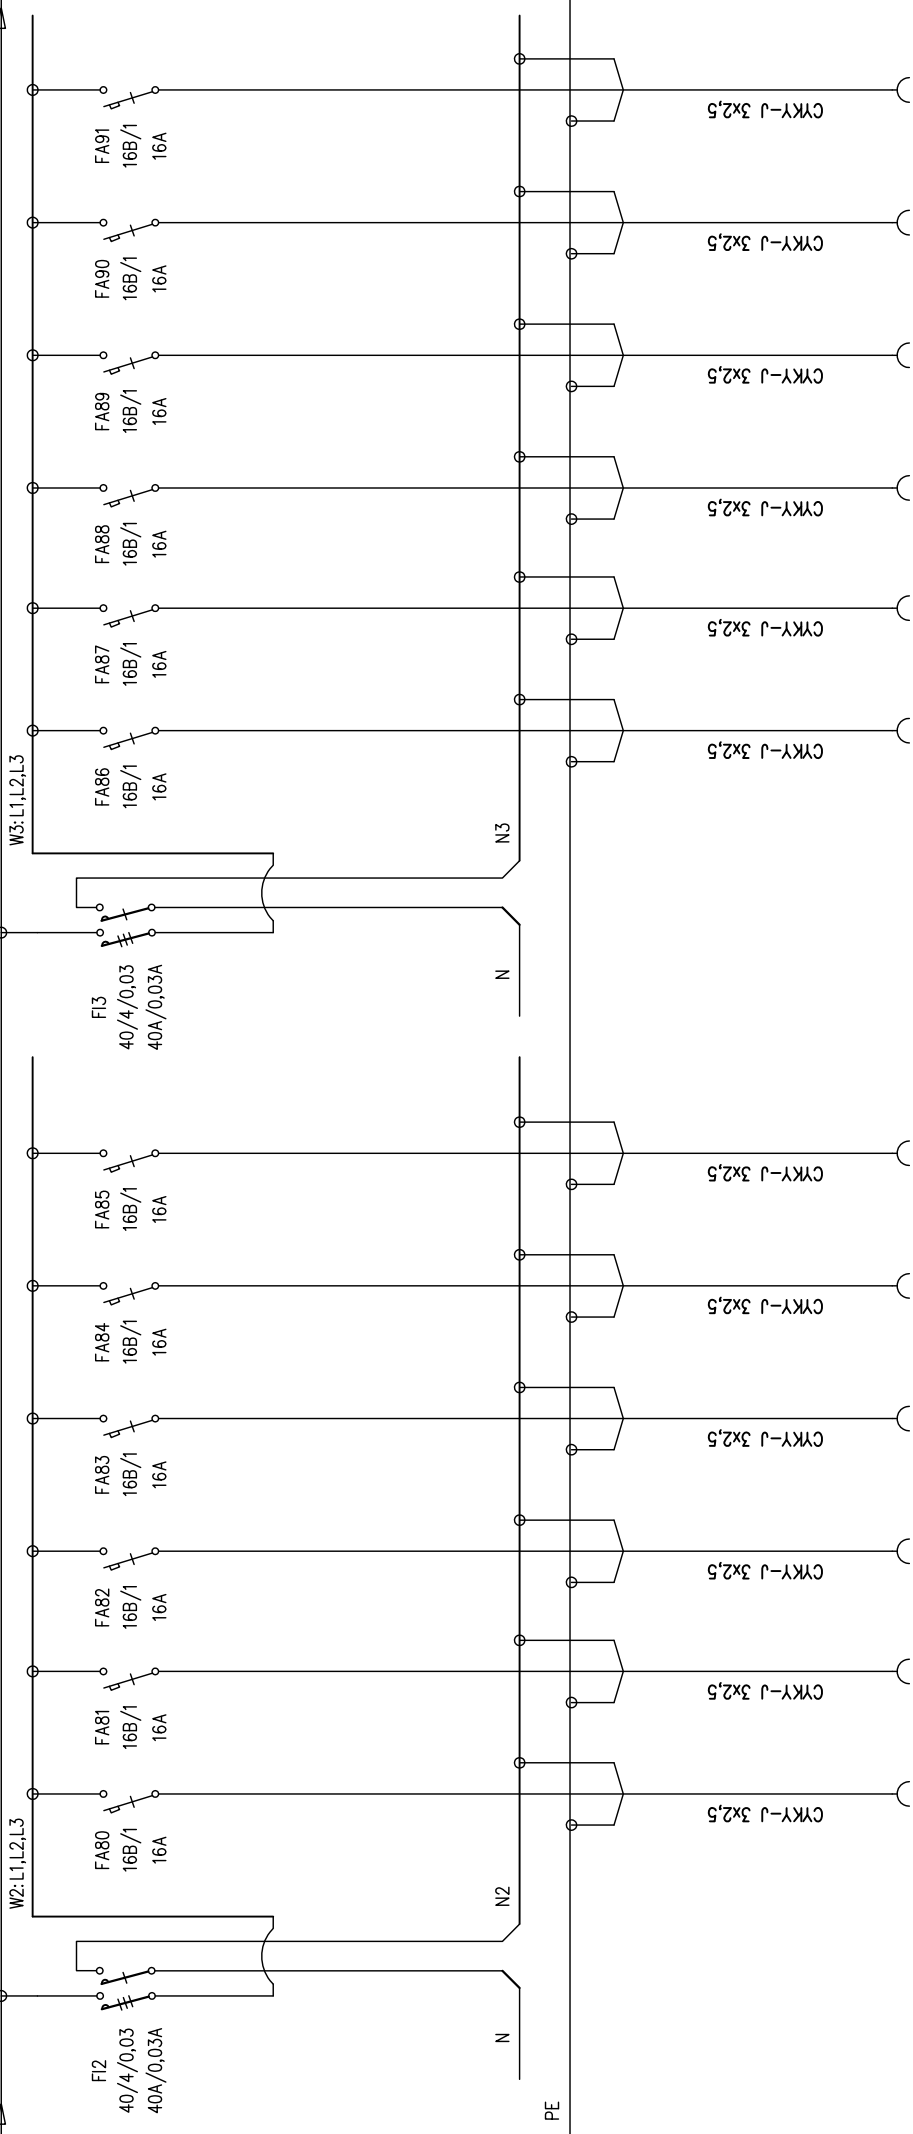 W2: L1,L2,L3
W3: L1,L2,L3
FI2
40/4/0,03
40A/0,03A
FA80
16B/1
16A
FA81
16B/1
16A
FA82
16B/1
16A
FA83
16B/1
16A
FA84
16B/1
16A
FA85
16B/1
16A
FI3
40/4/0,03
40A/0,03A
FA86
16B/1
16A
FA87
16B/1
16A
FA88
16B/1
16A
FA89
16B/1
16A
FA90
16B/1
16A
FA91
16B/1
16A
N
N2
N
N3
PE
CYKY-J 3x2,5
CYKY-J 3x2,5
CYKY-J 3x2,5
CYKY-J 3x2,5
CYKY-J 3x2,5
CYKY-J 3x2,5
CYKY-J 3x2,5
CYKY-J 3x2,5
CYKY-J 3x2,5
CYKY-J 3x2,5
CYKY-J 3x2,5
CYKY-J 3x2,5